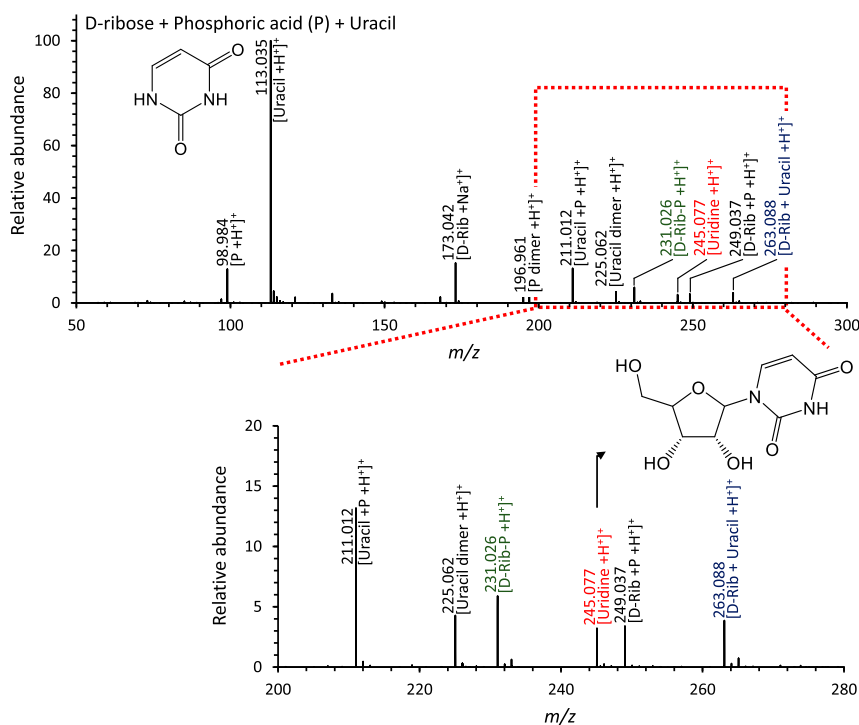 D-ribose + Phosphoric acid (P) + Uracil
Relative abundance
100
80
60
40
20
0
50
100
150
200
250
300
m/z
O
NH
NH
O
98.984
[P +H⁺]⁺
113.035
[Uracil +H⁺]⁺
173.042
[D-Rib +Na⁺]⁺
196.961
[P dimer +H⁺]⁺
211.012
[Uracil +P +H⁺]⁺
225.062
[Uracil dimer +H⁺]⁺
231.026
[D-Rib-P +H⁺]⁺
245.077
[Uridine +H⁺]⁺
249.037
[D-Rib +P +H⁺]⁺
263.088
[D-Rib + Uracil +H⁺]⁺
HO
O
N
O
NH
O
HO
OH
Relative abundance
20
15
10
5
0
200
220
240
260
280
m/z
211.012
[Uracil +P +H⁺]⁺
225.062
[Uracil dimer +H⁺]⁺
231.026
[D-Rib-P +H⁺]⁺
245.077
[Uridine +H⁺]⁺
249.037
[D-Rib +P +H⁺]⁺
263.088
[D-Rib + Uracil +H⁺]⁺